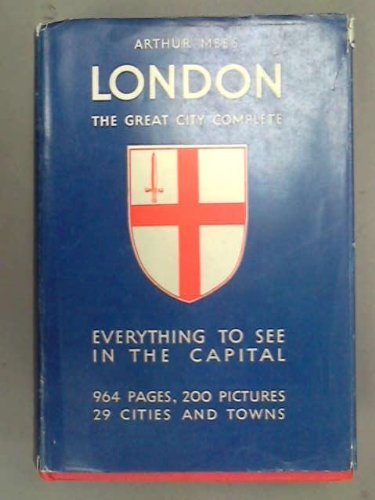 ARTHUR MEE'S
LONDON
THE GREAT CITY COMPLETE
EVERYTHING TO SEE
IN THE CAPITAL
964 PAGES, 200 PICTURES
29 CITIES AND TOWNS